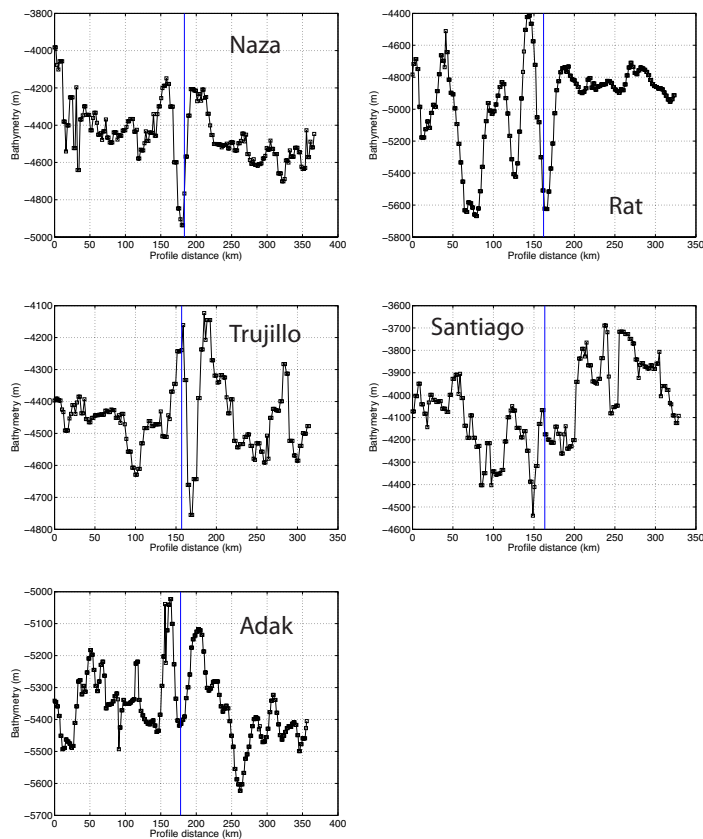 −3800
−4000
−4200
−4400
−4600
−4800
−5000
Bathymetry (m)
Naza
0 50 100 150 200 250 300 350 400
Profile distance (km)
−4400
−4600
−4800
−5000
−5200
−5400
−5600
−5800
Bathymetry (m)
Rat
0 50 100 150 200 250 300 350
Profile distance (km)
−4100
−4200
−4300
−4400
−4500
−4600
−4700
−4800
Bathymetry (m)
Trujillo
0 50 100 150 200 250 300 350
Profile distance (km)
−3600
−3700
−3800
−3900
−4000
−4100
−4200
−4300
−4400
−4500
−4600
Bathymetry (m)
Santiago
0 50 100 150 200 250 300 350
Profile distance (km)
−5000
−5100
−5200
−5300
−5400
−5500
−5600
−5700
Bathymetry (m)
Adak
0 50 100 150 200 250 300 350 400
Profile distance (km)